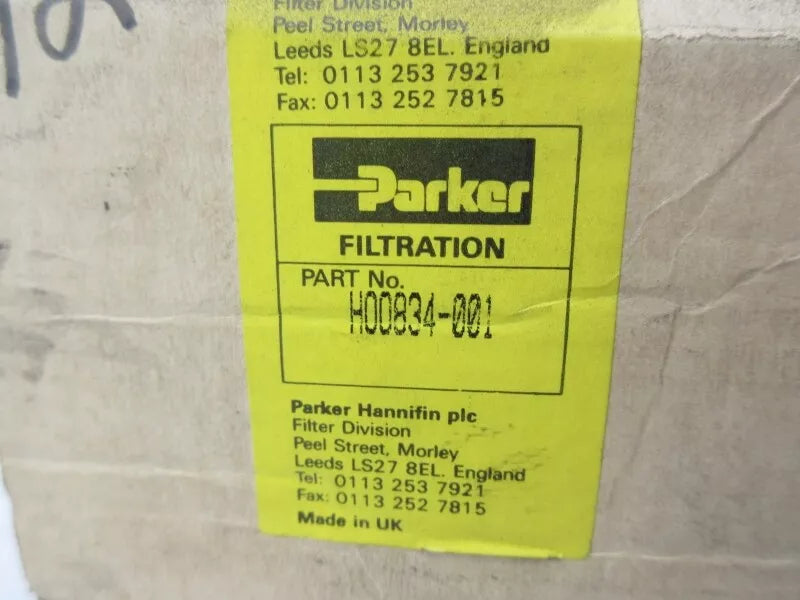 Filter Division
Peel Street, Morley
Leeds LS27 8EL. England
Tel: 0113 253 7921
Fax: 0113 252 7815
Parker
FILTRATION
PART No.
H00834-001
Parker Hannifin plc
Filter Division
Peel Street, Morley
Leeds LS27 8EL. England
Tel: 0113 253 7921
Fax: 0113 252 7815
Made in UK